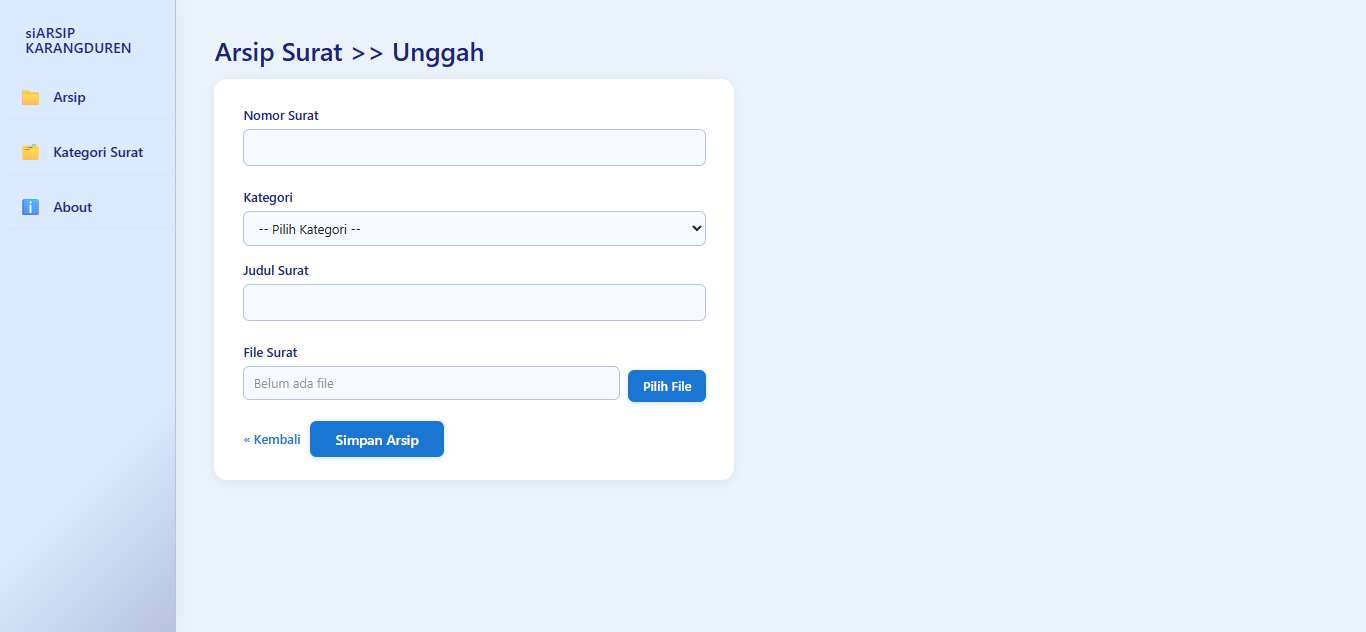 siARSIP
KARANGDUREN
Arsip
Kategori Surat
About
Arsip Surat >> Unggah
Nomor Surat
Kategori
-- Pilih Kategori --
Judul Surat
File Surat
Belum ada file
Pilih File
« Kembali
Simpan Arsip